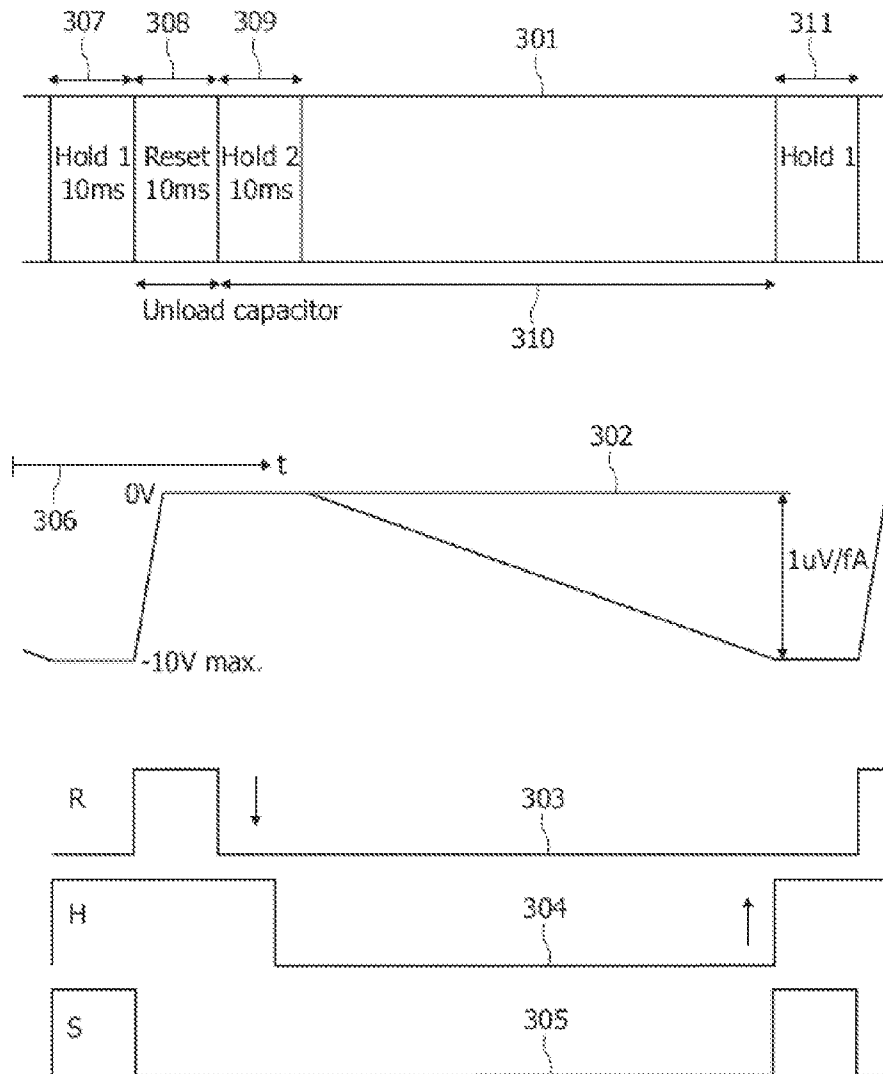 307 308 309 301 311
Hold 1 Reset Hold 2 Hold 1
10ms 10ms 10ms
Unload capacitor 310
302
t
306 0V
1uV/fA
-10V max.
R 303
H 304
S 305